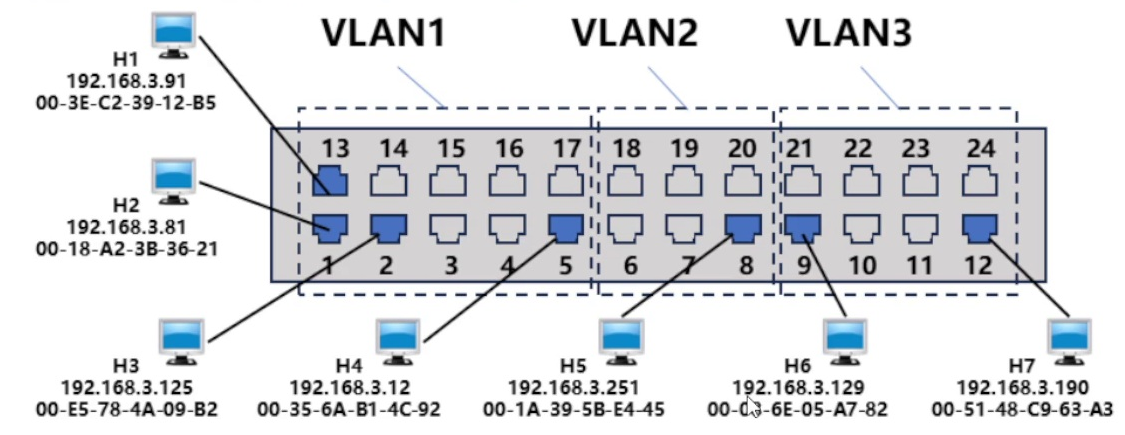 VLAN1 VLAN2 VLAN3
H1
192.168.3.91
00-3E-C2-39-12-B5
13 14 15 16 17 18 19 20 21 22 23 24
H2
192.168.3.81
00-18-A2-3B-36-21
1 2 3 4 5 6 7 8 9 10 11 12
H3
192.168.3.125
00-E5-78-4A-09-B2
H4
192.168.3.12
00-35-6A-B1-4C-92
H5
192.168.3.251
00-1A-39-5B-E4-45
H6
192.168.3.129
H7
192.168.3.190
00-51-48-C9-63-A3